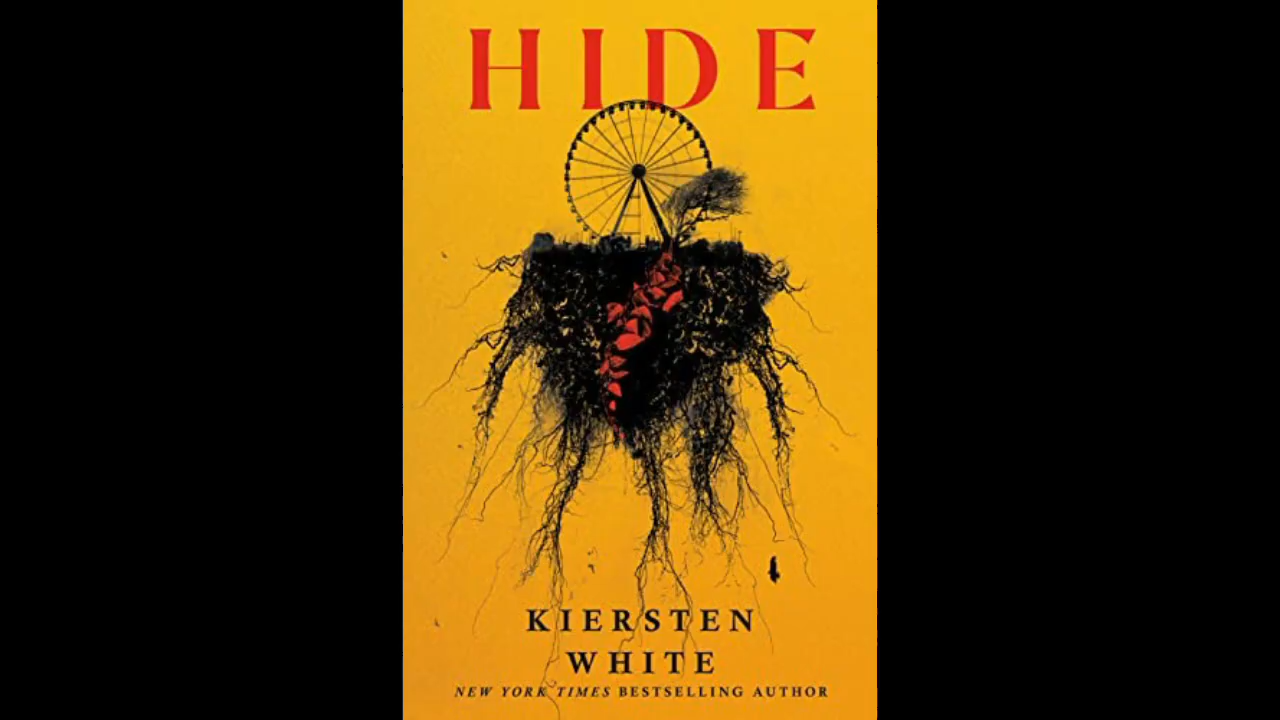 HIDE
KIERSTEN
WHITE
NEW YORK TIMES BESTSELLING AUTHOR